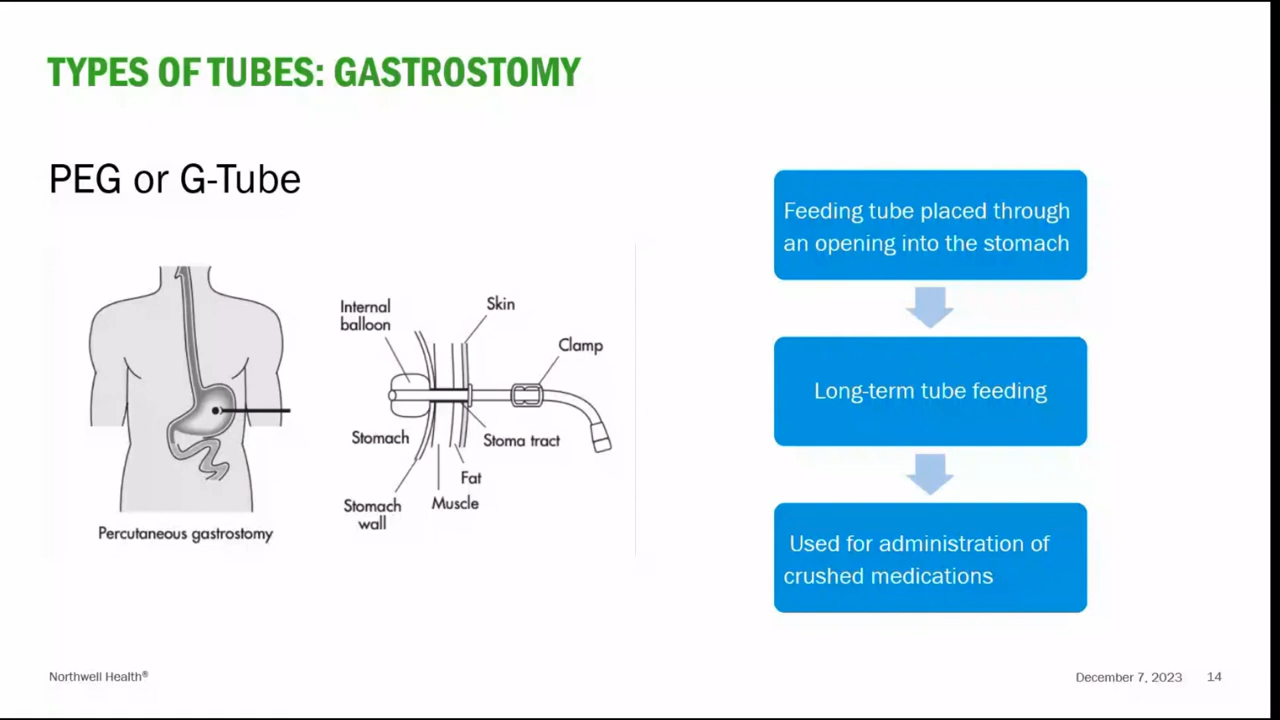 TYPES OF TUBES: GASTROSTOMY
PEG or G-Tube
Internal
balloon
Skin
Clamp
Stomach
Stoma tract
Fat
Stomach
wall
Muscle
Percutaneous gastrostomy
Feeding tube placed through
an opening into the stomach
Long-term tube feeding
Used for administration of
crushed medications
Northwell Health®
December 7, 2023 14